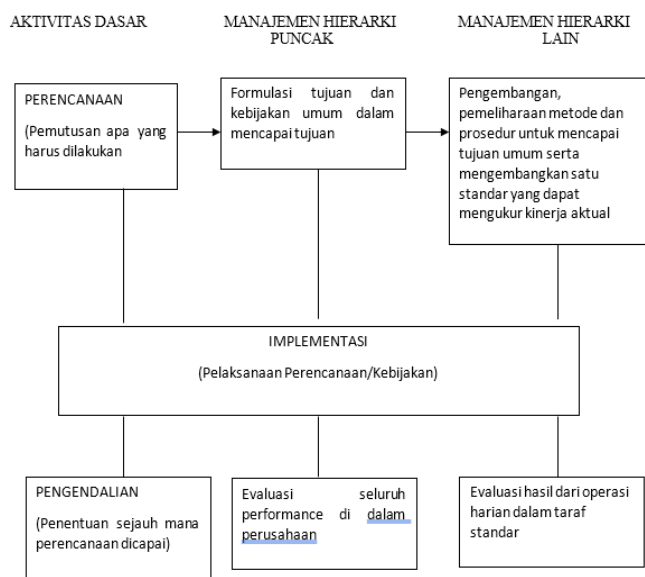 AKTIVITAS DASAR
MANAJEMEN HIERARKI
PUNCAK
MANAJEMEN HIERARKI
LAIN
PERENCANAAN
(Pemutusan apa yang
harus dilakukan
Formulasi tujuan dan
kebijakan umum dalam
mencapai tujuan
Pengembangan,
pemeliharaan metode dan
prosedur untuk mencapai
tujuan umum serta
mengembangkan satu
standar yang dapat
mengukur kinerja aktual
IMPLEMENTASI
(Pelaksanaan Perencanaan/Kebijakan)
PENGENDALIAN
(Penentuan sejauh mana
perencanaan dicapai)
Evaluasi seluruh
performance di dalam
perusahaan
Evaluasi hasil dari operasi
harian dalam taraf
standar